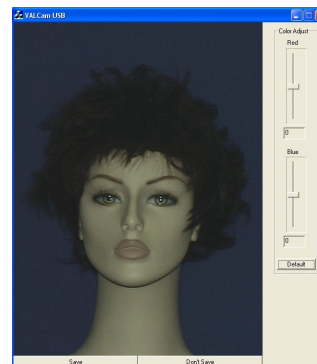 VALCam USB
Color Adjust
Red
0
Blue
0
Default
Save
Don't Save